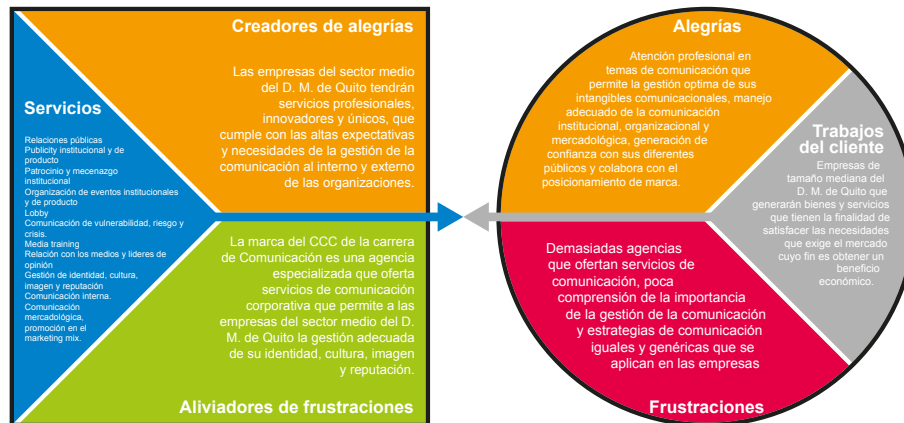 Creadores de alegrías
Las empresas del sector medio
del D. M. de Quito tendrán
servicios profesionales,
innovadores y únicos, que
cumple con las altas expectativas
y necesidades de la gestión de la
comunicación al interno y externo
de las organizaciones.
Servicios
Relaciones públicas
Publicity institucional y de
producto
Patrocinio y mecenazgo
institucional
Organización de eventos institucionales
y de producto
Lobby
Comunicación de vulnerabilidad, riesgo y
crisis.
Media training
Relación con los medios y lideres de
opinión
Gestión de identidad, cultura,
imagen y reputación
Comunicación interna.
Comunicación
mercadológica,
promoción en el
marketing mix.
La marca del CCC de la carrera
de Comunicación es una agencia
especializada que oferta
servicios de comunicación
corporativa que permite a las
empresas del sector medio del D.
M. de Quito la gestión adecuada
de su identidad, cultura, imagen
y reputación.
Aliviadores de frustraciones
Alegrías
Atención profesional en
temas de comunicación que
permite la gestión optima de sus
intangibles comunicacionales, manejo
adecuado de la comunicación
institucional, organizacional y
mercadológica, generación de
confianza con sus diferentes
públicos y colabora con el
posicionamiento de marca.
Trabajos
del cliente
Empresas de
tamaño mediana del
D. M. de Quito que
generarán bienes y servicios
que tienen la finalidad de
satisfacer las necesidades
que exige el mercado
cuyo fin es obtener un
beneficio
económico.
Demasiadas agencias
que ofertan servicios de
comunicación, poca
comprensión de la importancia
de la gestión de la comunicación
y estrategias de comunicación
iguales y genéricas que se
aplican en las empresas
Frustraciones